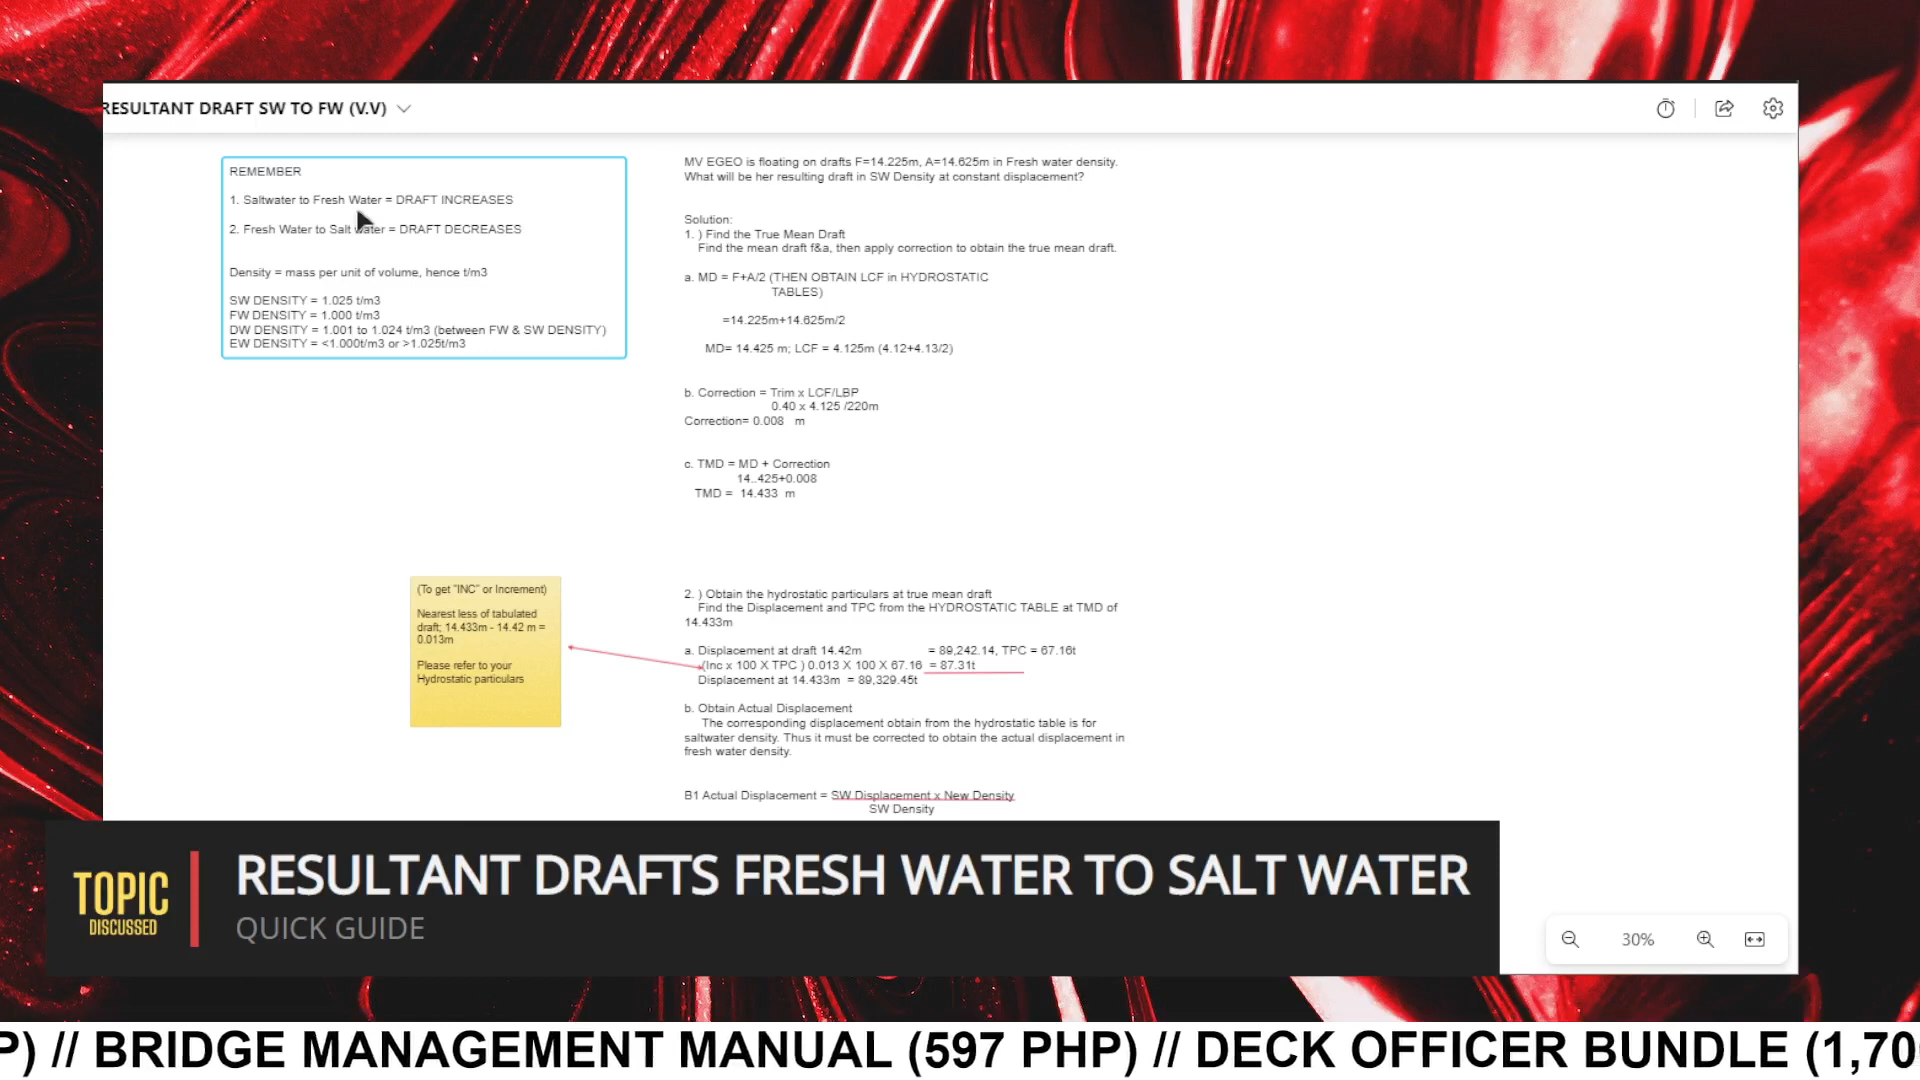 RESULTANT DRAFT SW TO FW (V.V)
REMEMBER
1. Saltwater to Fresh Water = DRAFT INCREASES
2. Fresh Water to Salt water = DRAFT DECREASES
Density = mass per unit of volume, hence t/m3
SW DENSITY = 1.025 t/m3
FW DENSITY = 1.000 t/m3
DW DENSITY = 1.001 to 1.024 t/m3 (between FW & SW DENSITY)
EW DENSITY = <1.000t/m3 or >1.025t/m3
MV EGEO is floating on drafts F=14.225m, A=14.625m in Fresh water density.
What will be her resulting draft in SW Density at constant displacement?
Solution:
1. ) Find the True Mean Draft
Find the mean draft f&a, then apply correction to obtain the true mean draft.
a. MD = F+A/2 (THEN OBTAIN LCF in HYDROSTATIC
TABLES)
=14.225m+14.625m/2
MD= 14.425 m; LCF = 4.125m (4.12+4.13/2)
b. Correction = Trim x LCF/LBP
0.40 x 4.125 /220m
Correction= 0.008 m
c. TMD = MD + Correction
14..425+0.008
TMD = 14.433 m
(To get "INC" or Increment)
Nearest less of tabulated
draft; 14.433m - 14.42 m =
0.013m
Please refer to your
Hydrostatic particulars
2. ) Obtain the hydrostatic particulars at true mean draft
Find the Displacement and TPC from the HYDROSTATIC TABLE at TMD of
14.433m
a. Displacement at draft 14.42m = 89,242.14, TPC = 67.16t
(Inc x 100 X TPC ) 0.013 X 100 X 67.16 = 87.31t
Displacement at 14.433m = 89,329.45t
b. Obtain Actual Displacement
The corresponding displacement obtain from the hydrostatic table is for
saltwater density. Thus it must be corrected to obtain the actual displacement in
fresh water density.
B1 Actual Displacement = SW Displacement x New Density
SW Density
TOPIC
DISCUSSED
RESULTANT DRAFTS FRESH WATER TO SALT WATER
QUICK GUIDE
30%
P) // BRIDGE MANAGEMENT MANUAL (597 PHP) // DECK OFFICER BUNDLE (1,70